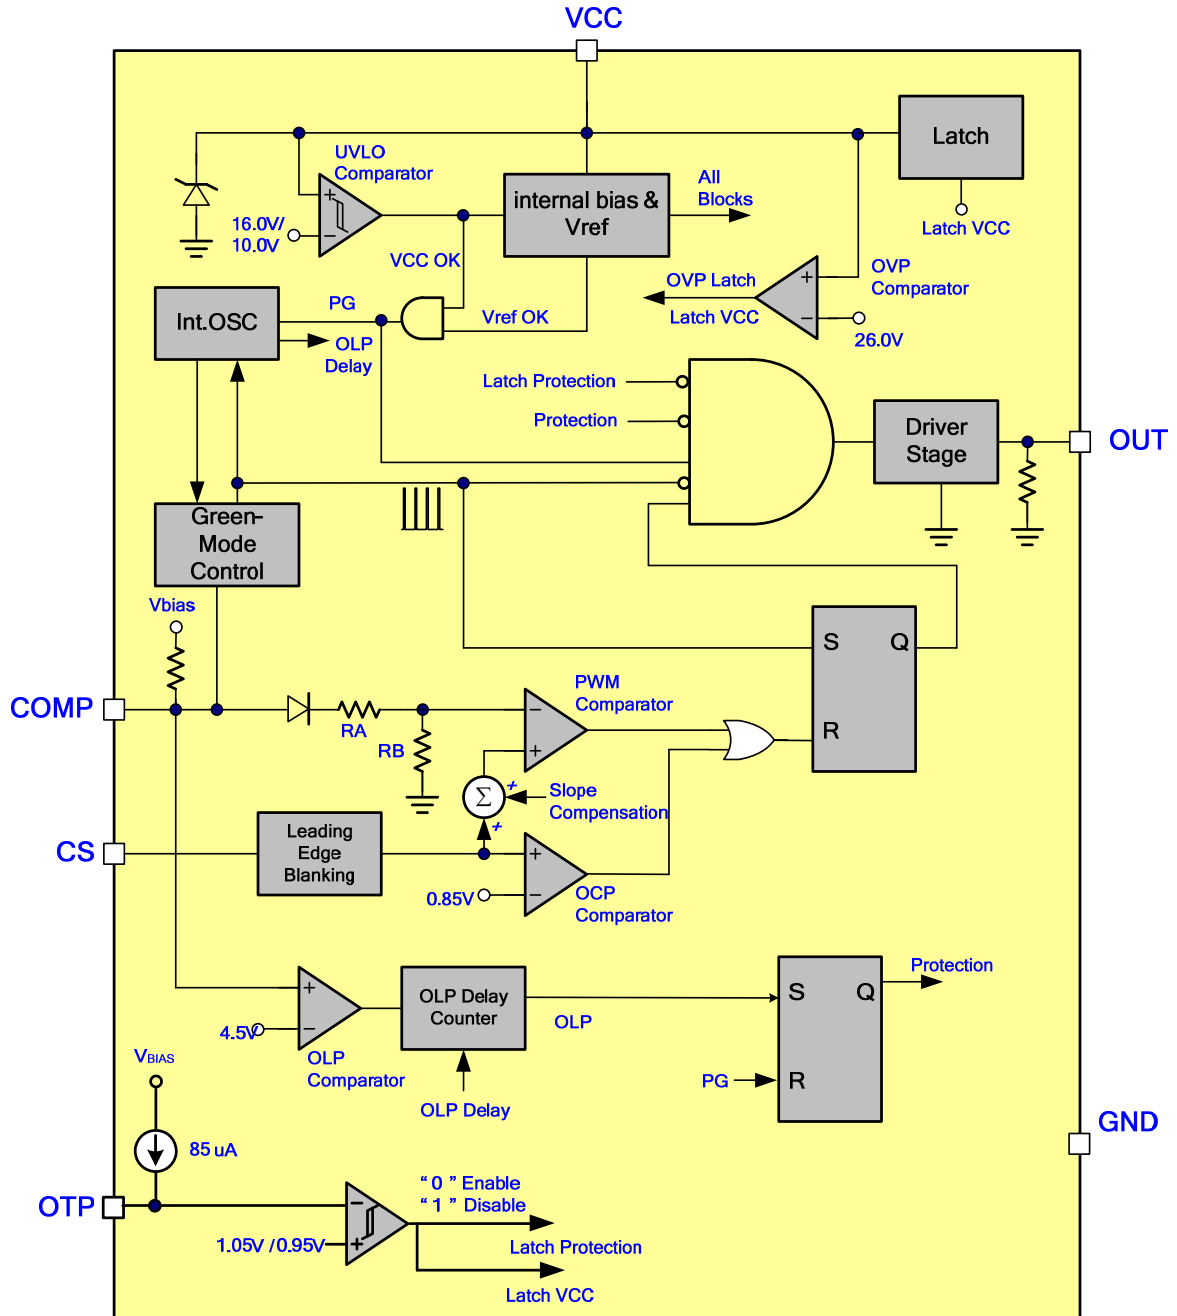 VCC
Latch
UVLO
Comparator
All
Blocks
internal bias &
Vref
+
16.0V/
10.0V
−
Latch VCC
VCC OK
OVP
Comparator
OVP Latch
+
Latch VCC
−
26.0V
PG
Vref OK
Int.OSC
OLP
Delay
Latch Protection
Protection
Driver
Stage
OUT
Green-
Mode
Control
Vbias
S
Q
R
COMP
RA
RB
PWM
Comparator
−
+
+
Σ
Slope
Compensation
+
CS
Leading
Edge
Blanking
+
−
0.85V
OCP
Comparator
Protection
+
−
4.5V
OLP
Comparator
OLP Delay
Counter
OLP
OLP Delay
S
Q
PG
R
VBIAS
85 uA
GND
OTP
“ 0 ” Enable
“ 1 ” Disable
−
+
1.05V /0.95V
Latch Protection
Latch VCC